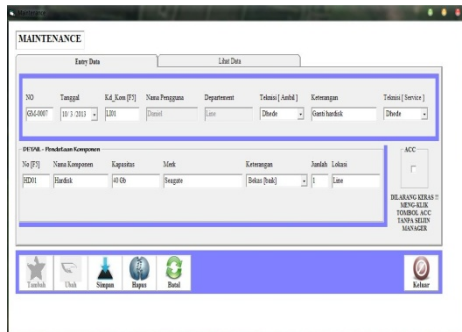 Maintenance
MAINTENANCE
Entry Data
Lihat Data
NO Tanggal Kd_Kom [F5] Nama Pengguna Departement Teknisi [ Ambil ] Keterangan Teknisi [ Service ]
GM-0007 10/ 3 /2013 LI01 Daniel Line Dhede Ganti hardisk Dhede
DETAIL - Pendataan Komponen
No [F5] Nama Komponen Kapasitas Merk Keterangan Jumlah Lokasi
HD01 Hardisk 40 Gb Seagate Bekas [baik] 1 Line
ACC
DILARANG KERAS !!
MENG-KLIK
TOMBOL ACC
TANPA SEIJIN
MANAGER
Tambah Ubah Simpan Hapus Batal Keluar